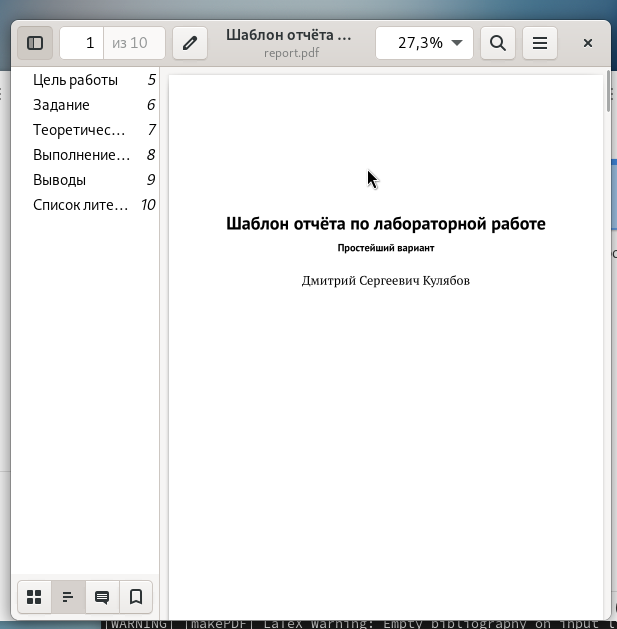 1 из 10
Шаблон отчёта ...
report.pdf
27,3%
Цель работы 5
Задание 6
Теоретичес... 7
Выполнение... 8
Выводы 9
Список лите... 10
Шаблон отчёта по лабораторной работе
Простейший вариант
Дмитрий Сергеевич Кулябов
[WARNING] [makePDF] LaTeX Warning: Empty bibliography on input l